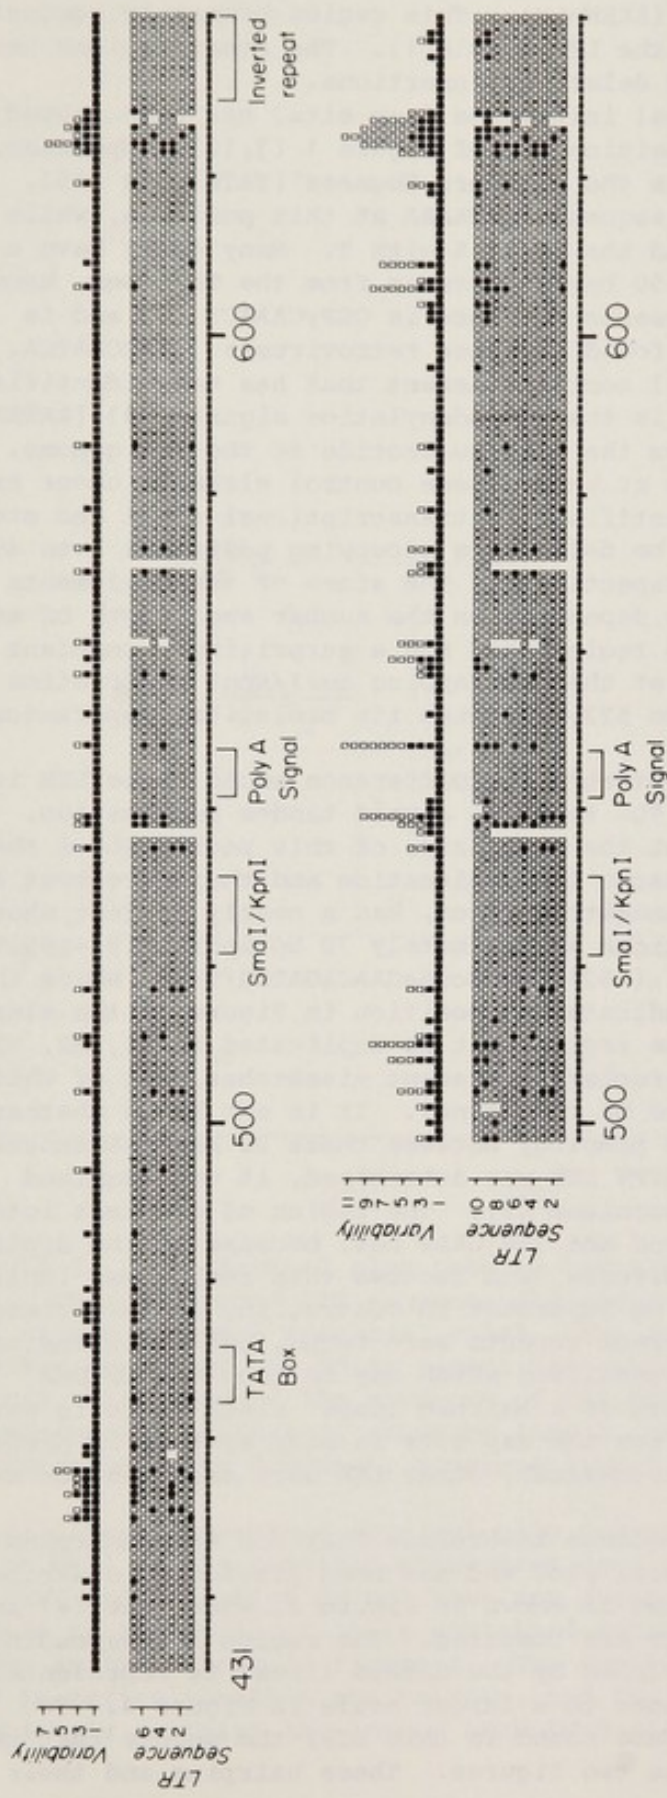 7
5
3
1
Variability
6
4
2
LTR
Sequence
431
TATA
Box
500
SmaI/KpnI
PolyA
Signal
600
Inverted
repeat
11
9
7
5
3
1
Variability
10
8
6
4
2
LTR
Sequence
500
SmaI/KpnI
PolyA
Signal
600